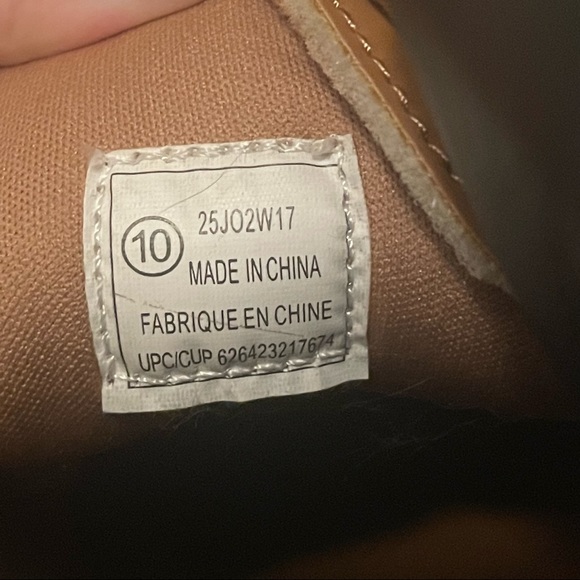 10
25JO2W17
MADE IN CHINA
FABRIQUE EN CHINE
UPC/CUP 626423217674